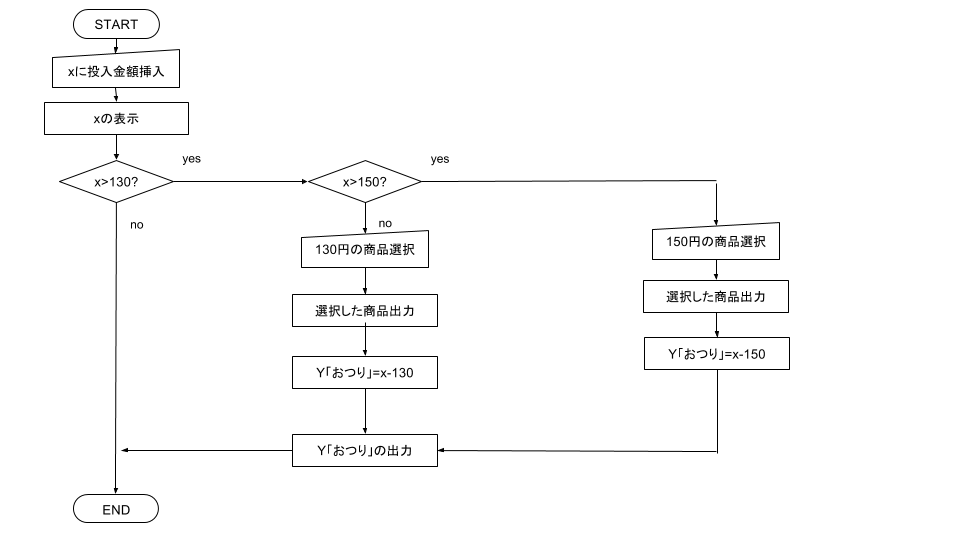 START
xに投入金額挿入
xの表示
x>130?
yes
no
x>150?
yes
no
130円の商品選択
選択した商品出力
Y「おつり」=x-130
Y「おつり」の出力
150円の商品選択
選択した商品出力
Y「おつり」=x-150
END